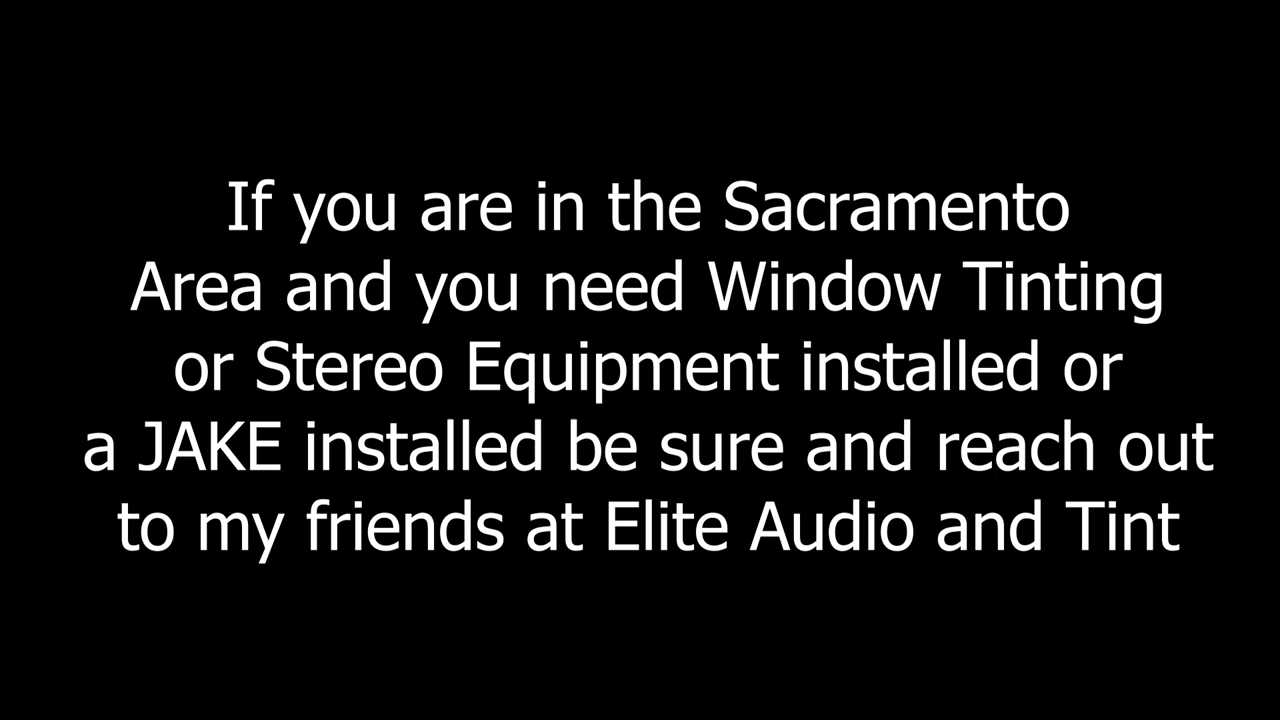 If you are in the Sacramento
Area and you need Window Tinting
or Stereo Equipment installed or
a JAKE installed be sure and reach out
to my friends at Elite Audio and Tint